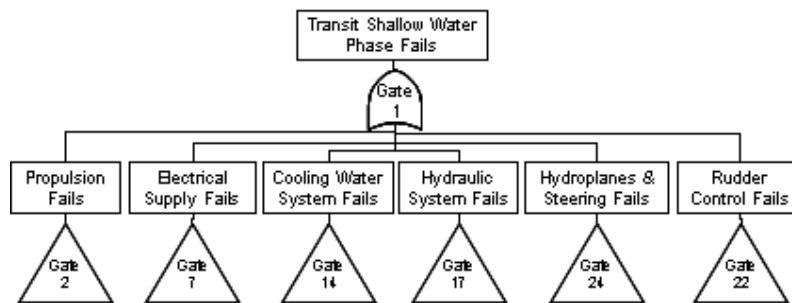 Transit Shallow Water
Phase Fails
Gate
1
Propulsion
Fails
Electrical
Supply Fails
Cooling Water
System Fails
Hydraulic
System Fails
Hydroplanes &
Steering Fails
Rudder
Control Fails
Gate
2
Gate
7
Gate
14
Gate
17
Gate
24
Gate
22